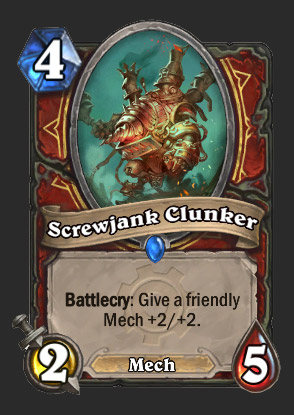 4
Screwjank Clunker
Battlecry: Give a friendly
Mech +2/+2.
2
Mech
5